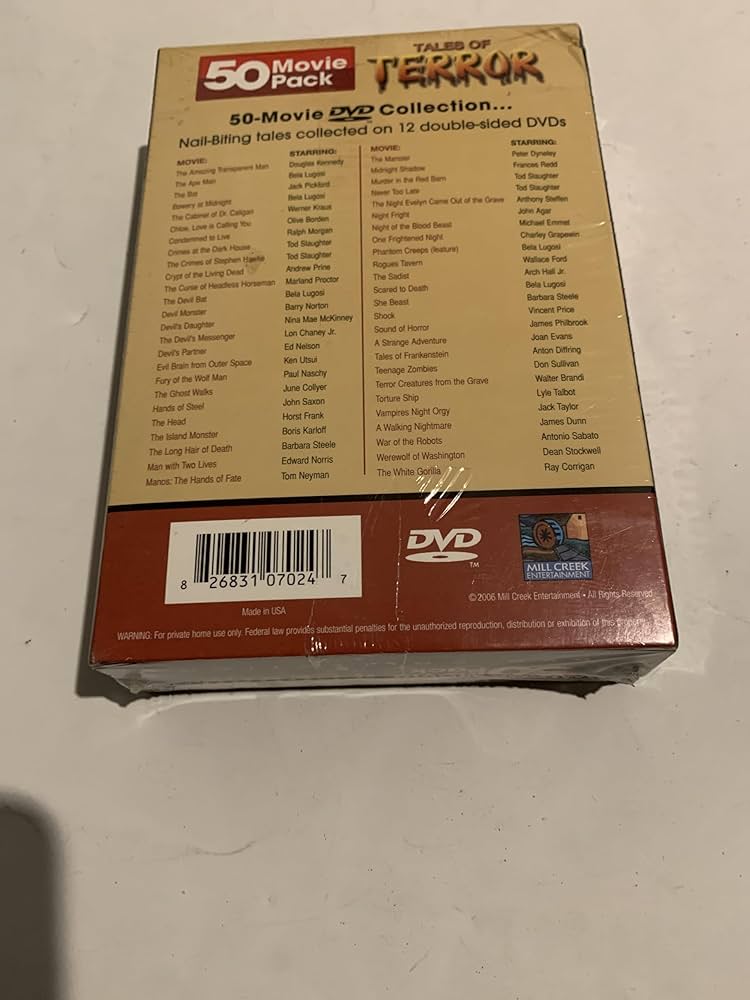 50 Movie Pack
TALES OF
TERROR
50-Movie DVD Collection...
Nail-Biting tales collected on 12 double-sided DVDs
MOVIE: STARRING:
The Amazing Transparent Man Douglas Kennedy
The Ape Man Bela Lugosi
The Bat Jack Pickford
Bowery at Midnight Bela Lugosi
The Cabinet of Dr. Caligari Werner Kraus
Chloe, Love is Calling You Olive Borden
Condemned to Live Ralph Morgan
Crimes at the Dark House Tod Slaughter
The Crimes of Stephen Hawke Tod Slaughter
Crypt of the Living Dead Andrew Prine
The Curse of Headless Horseman Marland Proctor
The Devil Bat Bela Lugosi
Devil Monster Barry Norton
Devil's Daughter Nina Mae McKinney
The Devil's Messenger Lon Chaney Jr.
Devil's Partner Ed Nelson
Evil Brain from Outer Space Ken Utsui
Fury of the Wolf Man Paul Naschy
The Ghost Walks June Collyer
Hands of Steel John Saxon
The Head Horst Frank
The Island Monster Boris Karloff
The Long Hair of Death Barbara Steele
Man with Two Lives Edward Norris
Manos: The Hands of Fate Tom Neyman
MOVIE: STARRING:
The Manster Peter Dyneley
Midnight Shadow Frances Redd
Murder in the Red Barn Tod Slaughter
Never Too Late Tod Slaughter
The Night Evelyn Came Out of the Grave Anthony Steffen
Night Fright John Agar
Night of the Blood Beast Michael Emmet
One Frightened Night Charley Grapewin
Phantom Creeps (feature) Bela Lugosi
Rogues Tavern Wallace Ford
The Sadist Arch Hall Jr.
Scared to Death Bela Lugosi
She Beast Barbara Steele
Shock Vincent Price
Sound of Horror James Philbrook
A Strange Adventure Joan Evans
Tales of Frankenstein Anton Diffring
Teenage Zombies Don Sullivan
Terror Creatures from the Grave Walter Brandi
Torture Ship Lyle Talbot
Vampires Night Orgy Jack Taylor
A Walking Nightmare James Dunn
War of the Robots Antonio Sabato
Werewolf of Washington Dean Stockwell
The White Gorilla Ray Corrigan
8 26831 07024 7
DVD
TM
MILL CREEK
ENTERTAINMENT
Made in USA
© 2006 Mill Creek Entertainment • All Rights Reserved
WARNING: For private home use only. Federal law provides substantial penalties for the unauthorized reproduction, distribution or exhibition of this property.